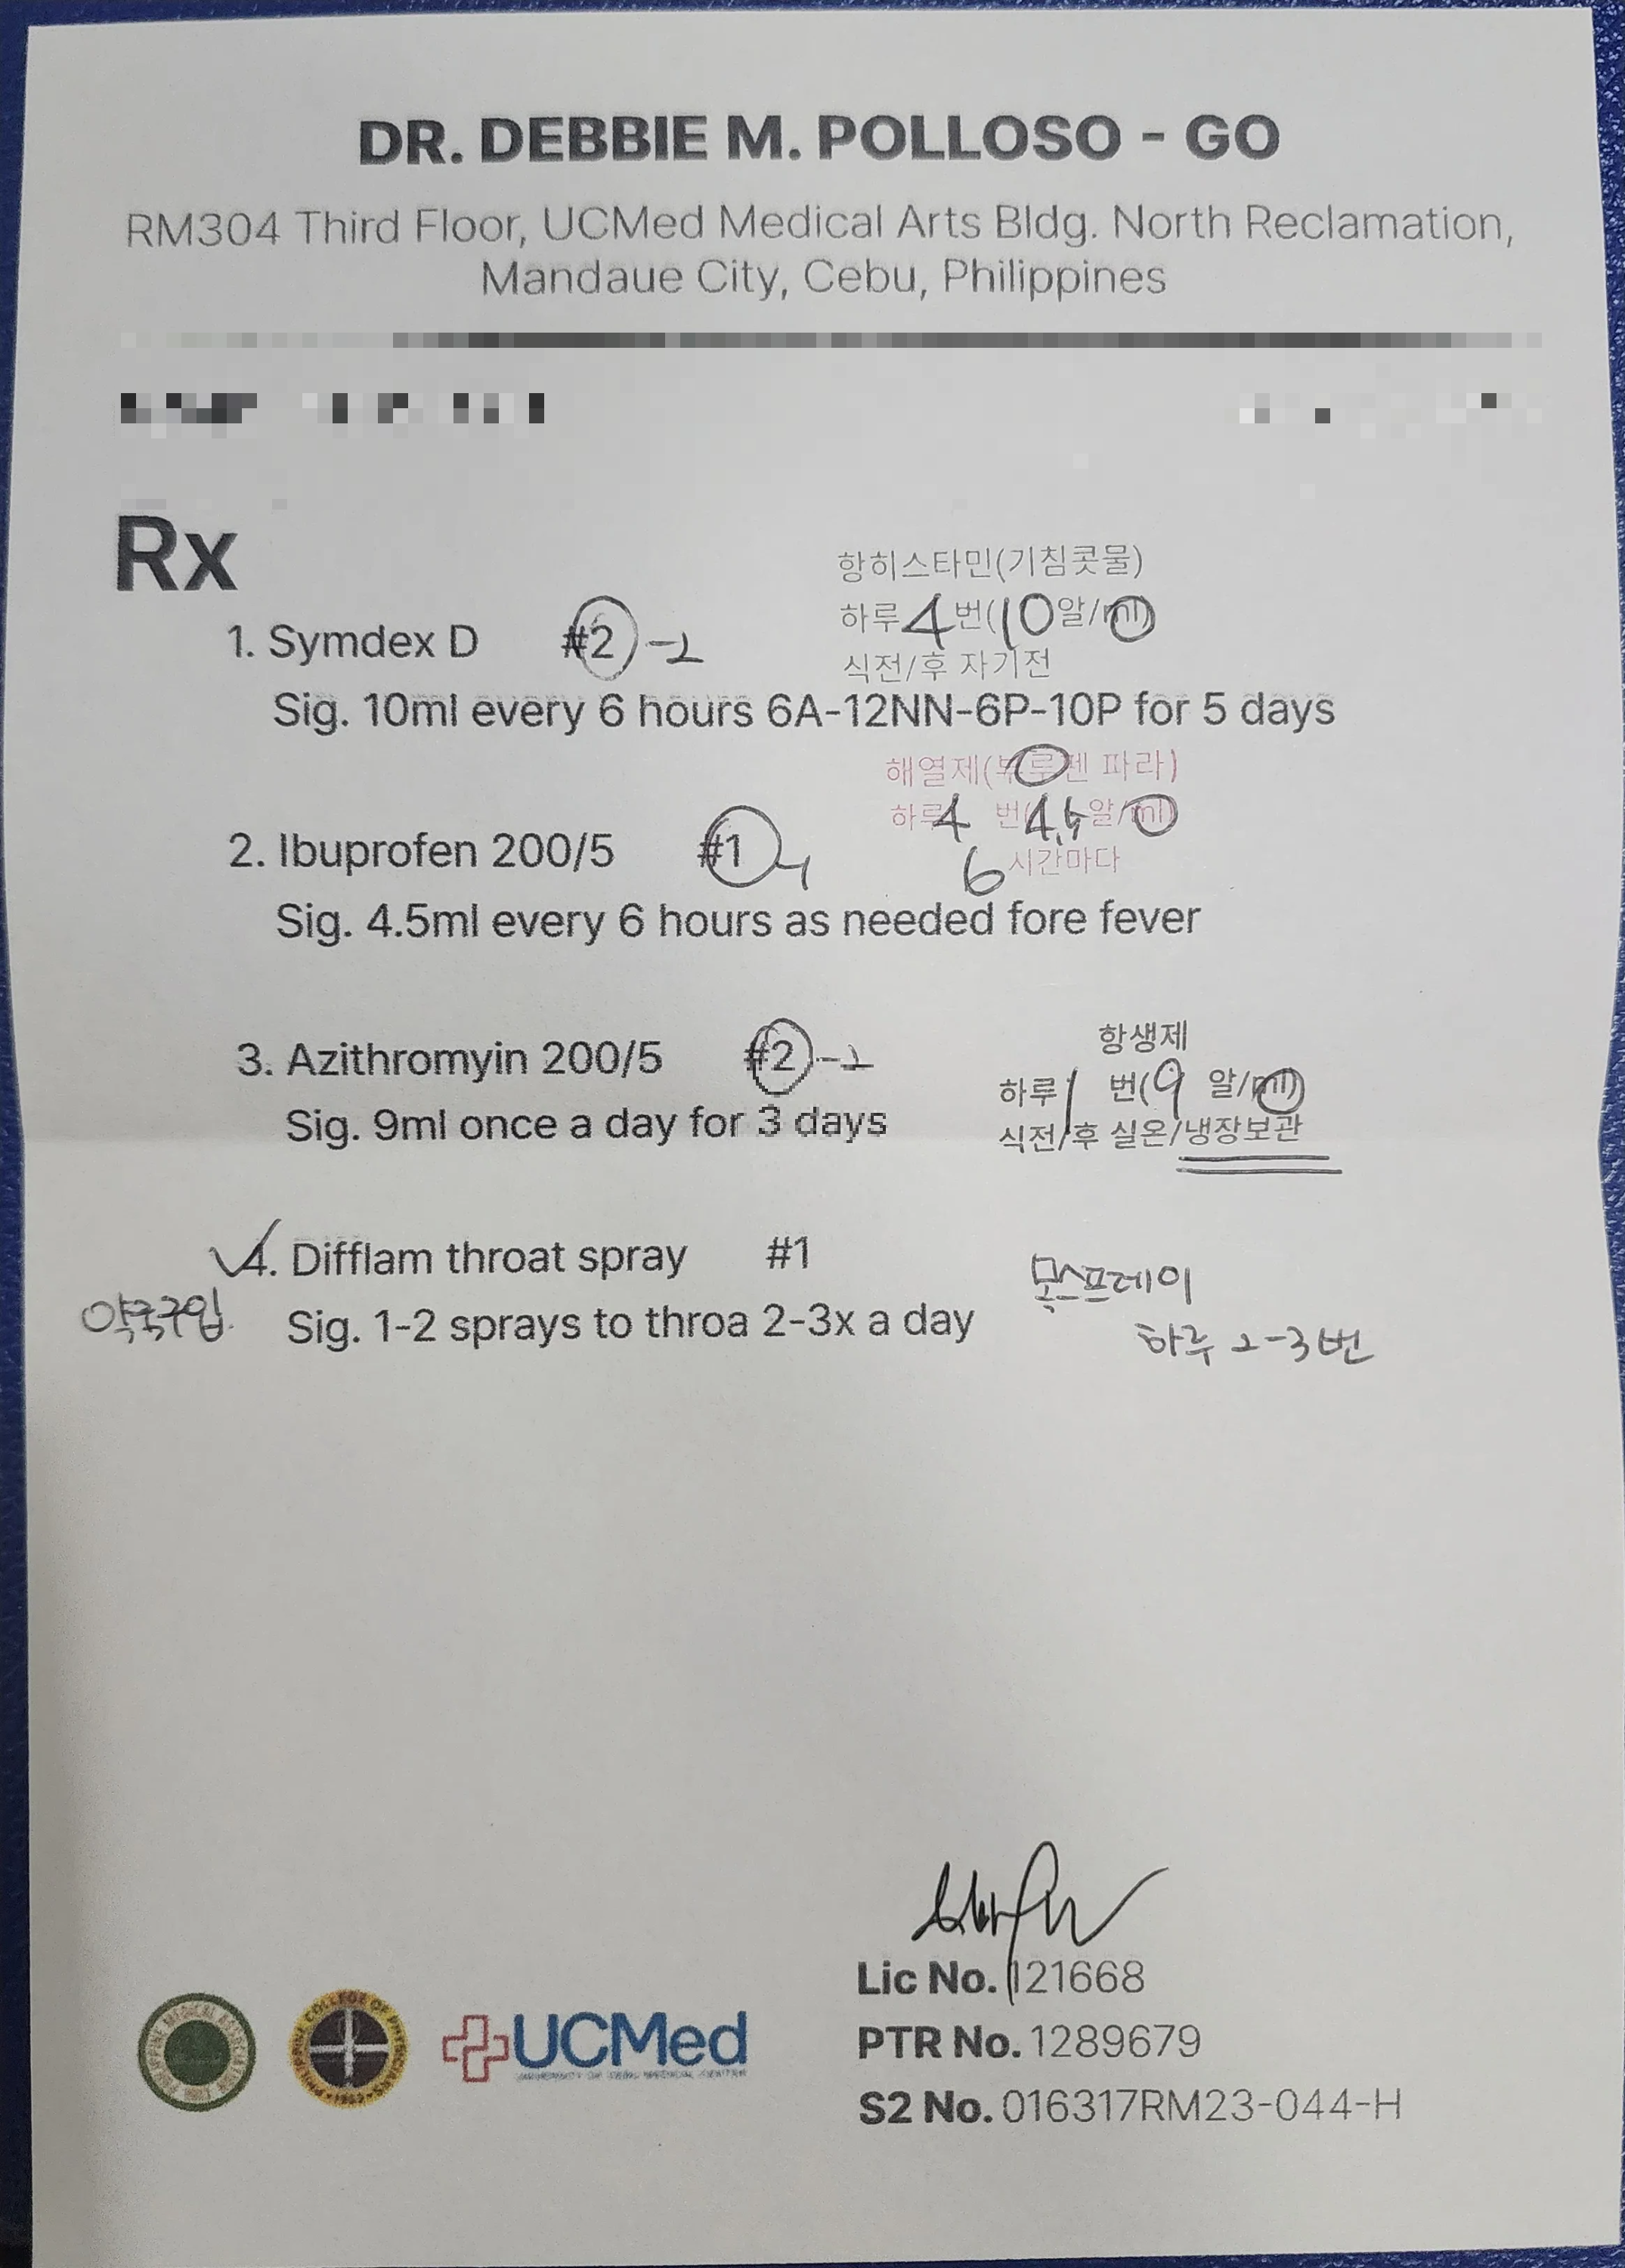 DR. DEBBIE M. POLLOSO - GO
RM304 Third Floor, UCMed Medical Arts Bldg. North Reclamation,
Mandaue City, Cebu, Philippines
Rx
항히스타민(기침콧물)
하루 4 번(10알/ml)
식전/후 자기전
1. Symdex D #2 -2
Sig. 10ml every 6 hours 6A-12NN-6P-10P for 5 days
해열제(부루펜 파라)
하루 4 번(4.5알/ml)
6 시간마다
2. Ibuprofen 200/5 #1 -1
Sig. 4.5ml every 6 hours as needed fore fever
항생제
3. Azithromyin 200/5 #2 -2
하루 1 번(9 알/ml)
Sig. 9ml once a day for 3 days
식전/후 실온/냉장보관
√4. Difflam throat spray #1
목스프레이
약국구입
Sig. 1-2 sprays to throa 2-3x a day
하루 2-3번
Lic No. 121668
PTR No. 1289679
S2 No. 016317RM23-044-H
UCMed
UNIVERSITY OF CEBU MEDICAL CENTER